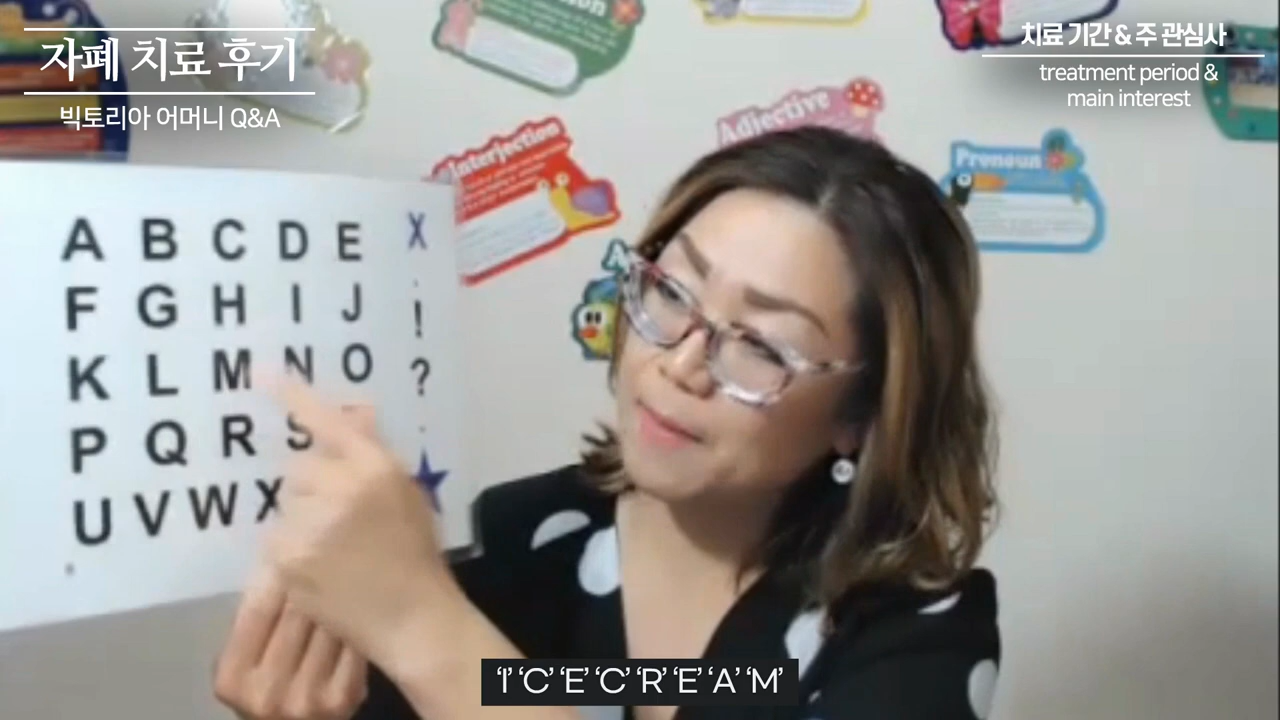 자폐 치료 후기
빅토리아 어머니 Q&A
치료 기간 & 주 관심사
treatment period &
main interest
Interjection
Adjective
Pronoun
A B C D E X
F G H I J !
K L M N O ?
P Q R S
U V W X
‘I’ ‘C’ ‘E’ ‘C’ ‘R’ ‘E’ ‘A’ ‘M’